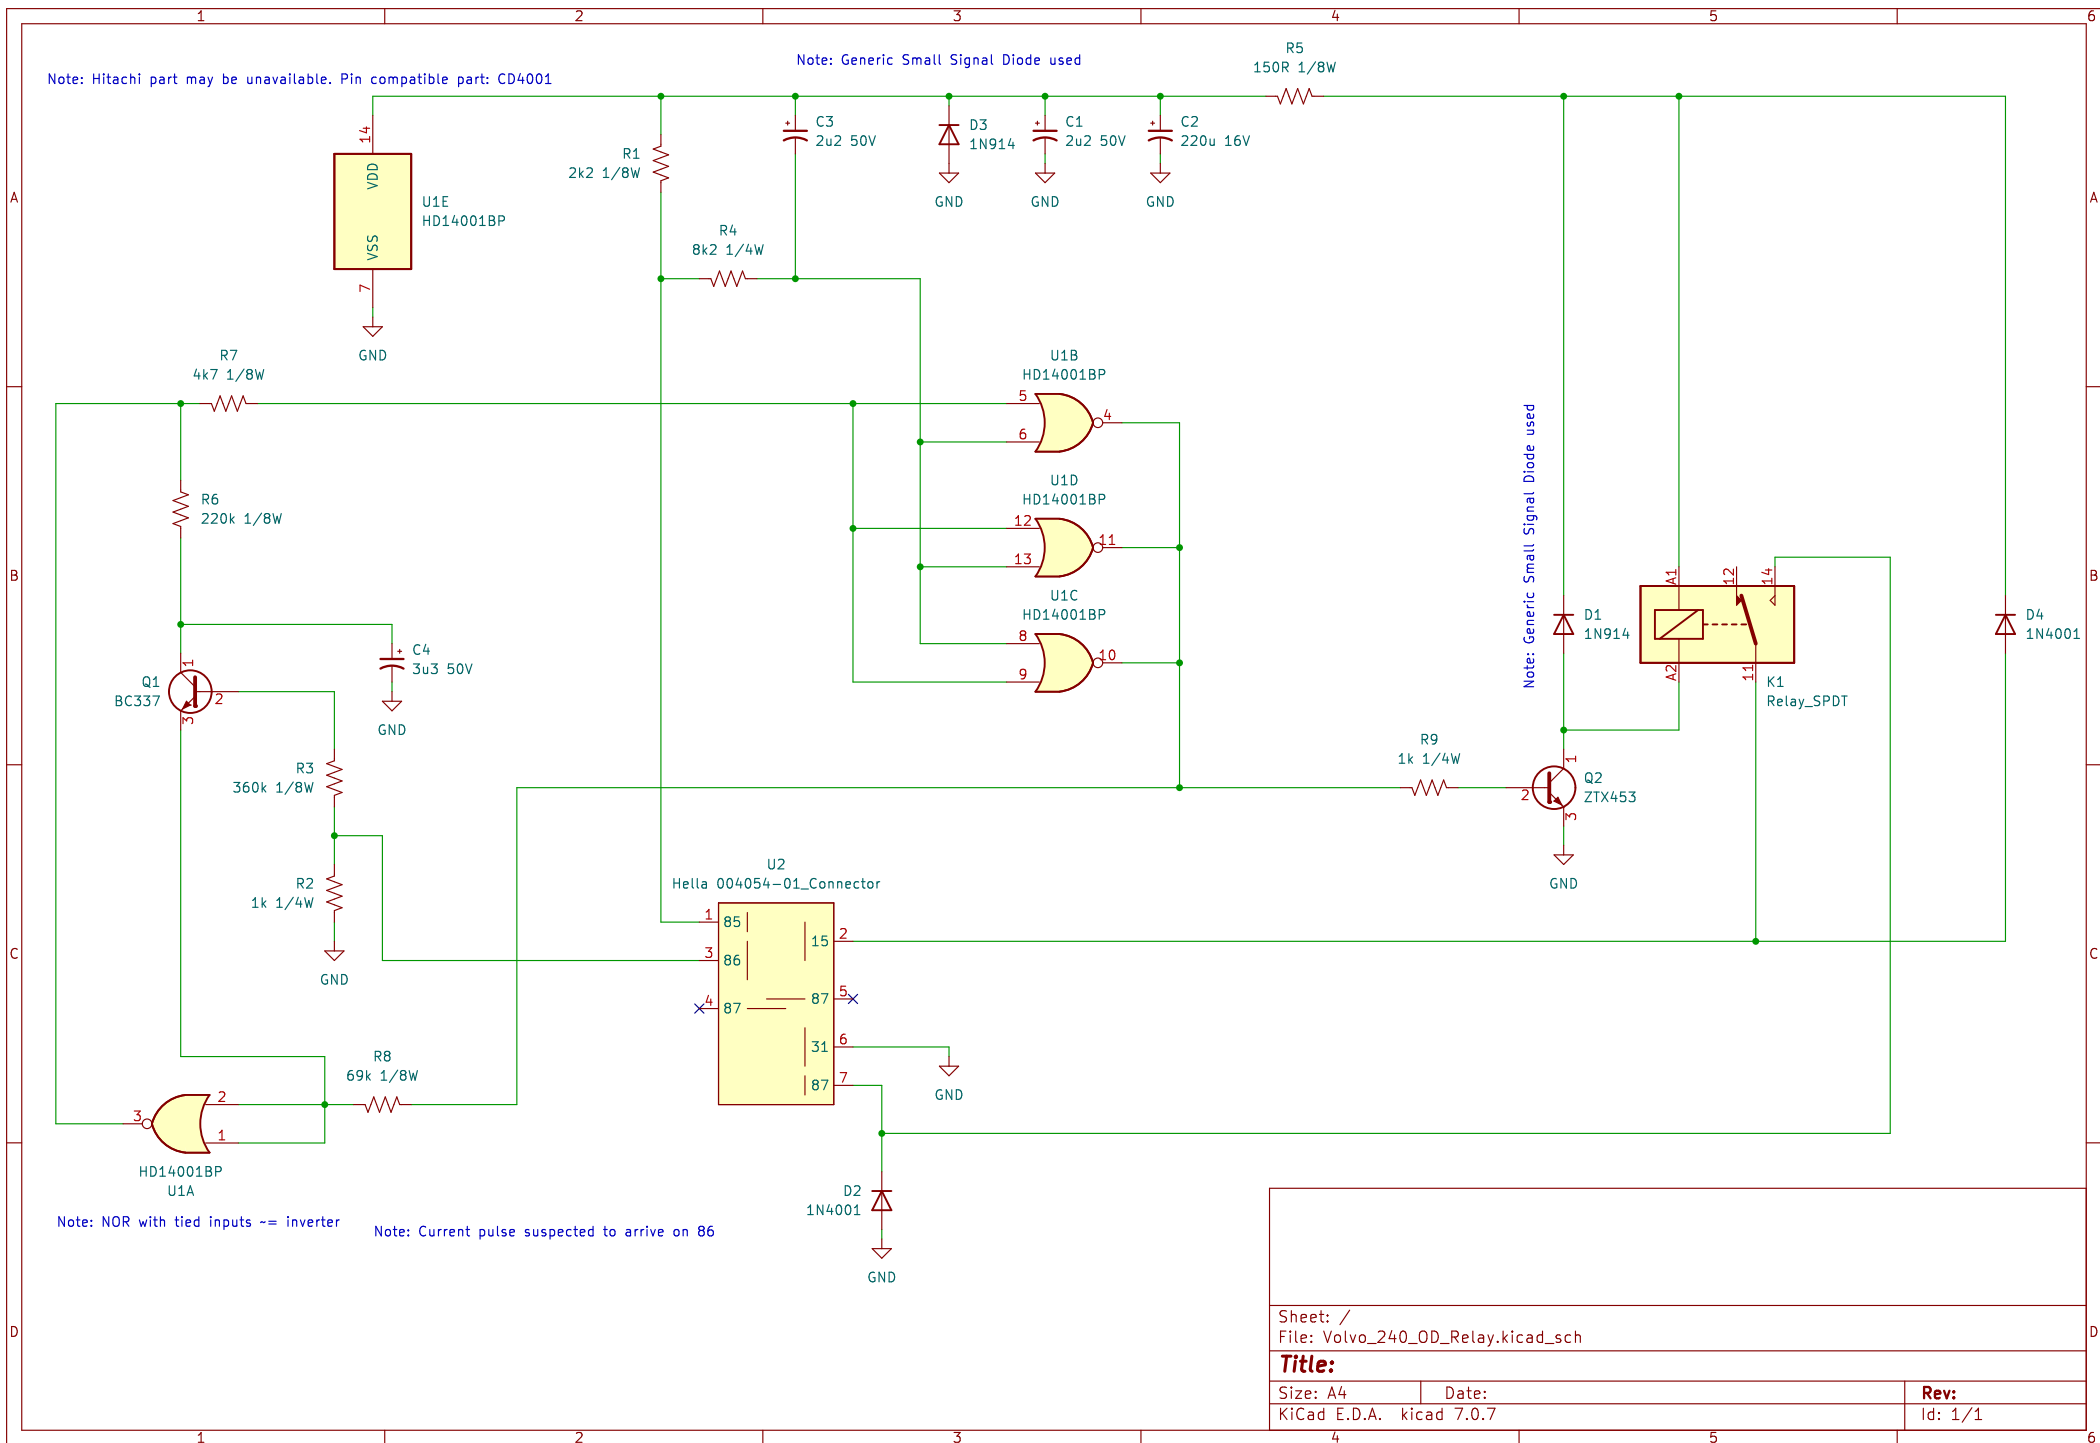 1 2 3 4 5 6
Note: Hitachi part may be unavailable. Pin compatible part: CD4001
Note: Generic Small Signal Diode used
R5
150R 1/8W
A
A
14
VDD
VSS
7
U1E
HD14001BP
GND
R1
2k2 1/8W
C3
2u2 50V
D3
1N914
GND
C1
2u2 50V
GND
C2
220u 16V
GND
R4
8k2 1/4W
R7
4k7 1/8W
U1B
HD14001BP
5
6
4
U1D
HD14001BP
12
13
11
U1C
HD14001BP
8
9
10
B
B
R6
220k 1/8W
C4
3u3 50V
GND
Q1
BC337
1
2
3
Note: Generic Small Signal Diode used
D1
1N914
A1
12
14
A2
11
K1
Relay_SPDT
D4
1N4001
R3
360k 1/8W
R9
1k 1/4W
Q2
ZTX453
1
2
3
GND
R2
1k 1/4W
GND
C
C
U2
Hella 004054-01_Connector
1 85
3 86
4 87
15 2
87 5
31 6
87 7
GND
R8
69k 1/8W
2
1
3
HD14001BP
U1A
D2
1N4001
GND
Note: NOR with tied inputs ~= inverter
Note: Current pulse suspected to arrive on 86
D
D
Sheet: /
File: Volvo_240_OD_Relay.kicad_sch
Title:
Size: A4 Date: Rev:
KiCad E.D.A. kicad 7.0.7 Id: 1/1
1 2 3 4 5 6